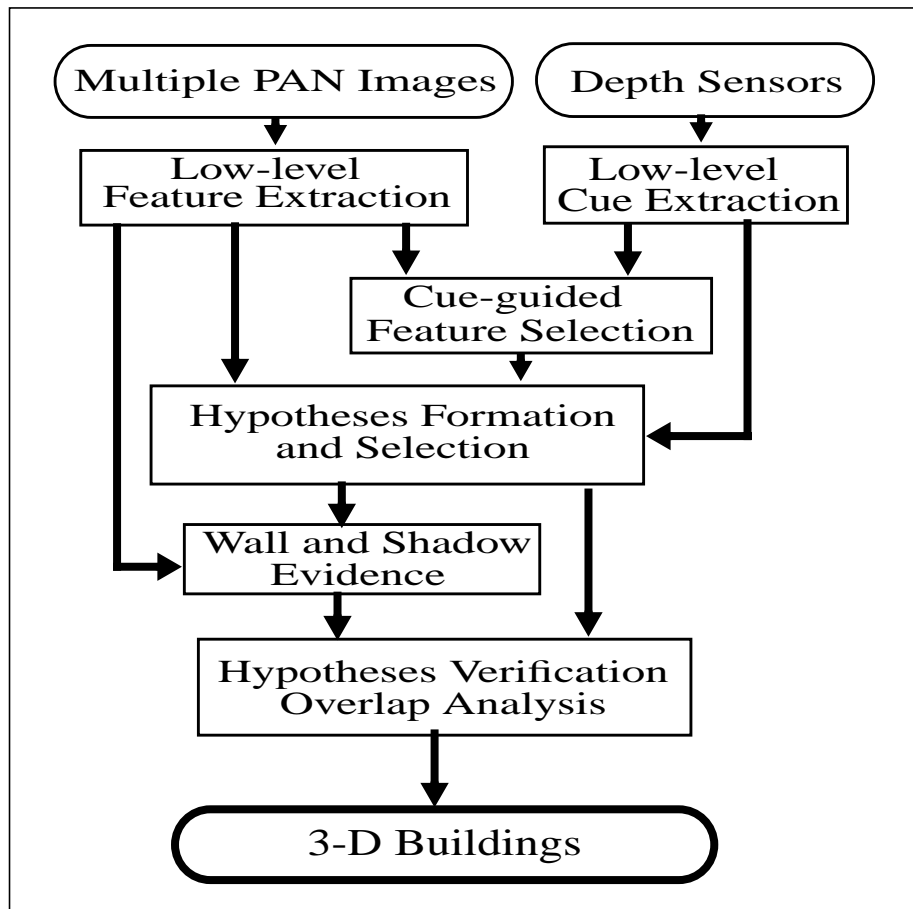 Multiple PAN Images
Depth Sensors
Low-level
Feature Extraction
Low-level
Cue Extraction
Cue-guided
Feature Selection
Hypotheses Formation
and Selection
Wall and Shadow
Evidence
Hypotheses Verification
Overlap Analysis
3-D Buildings